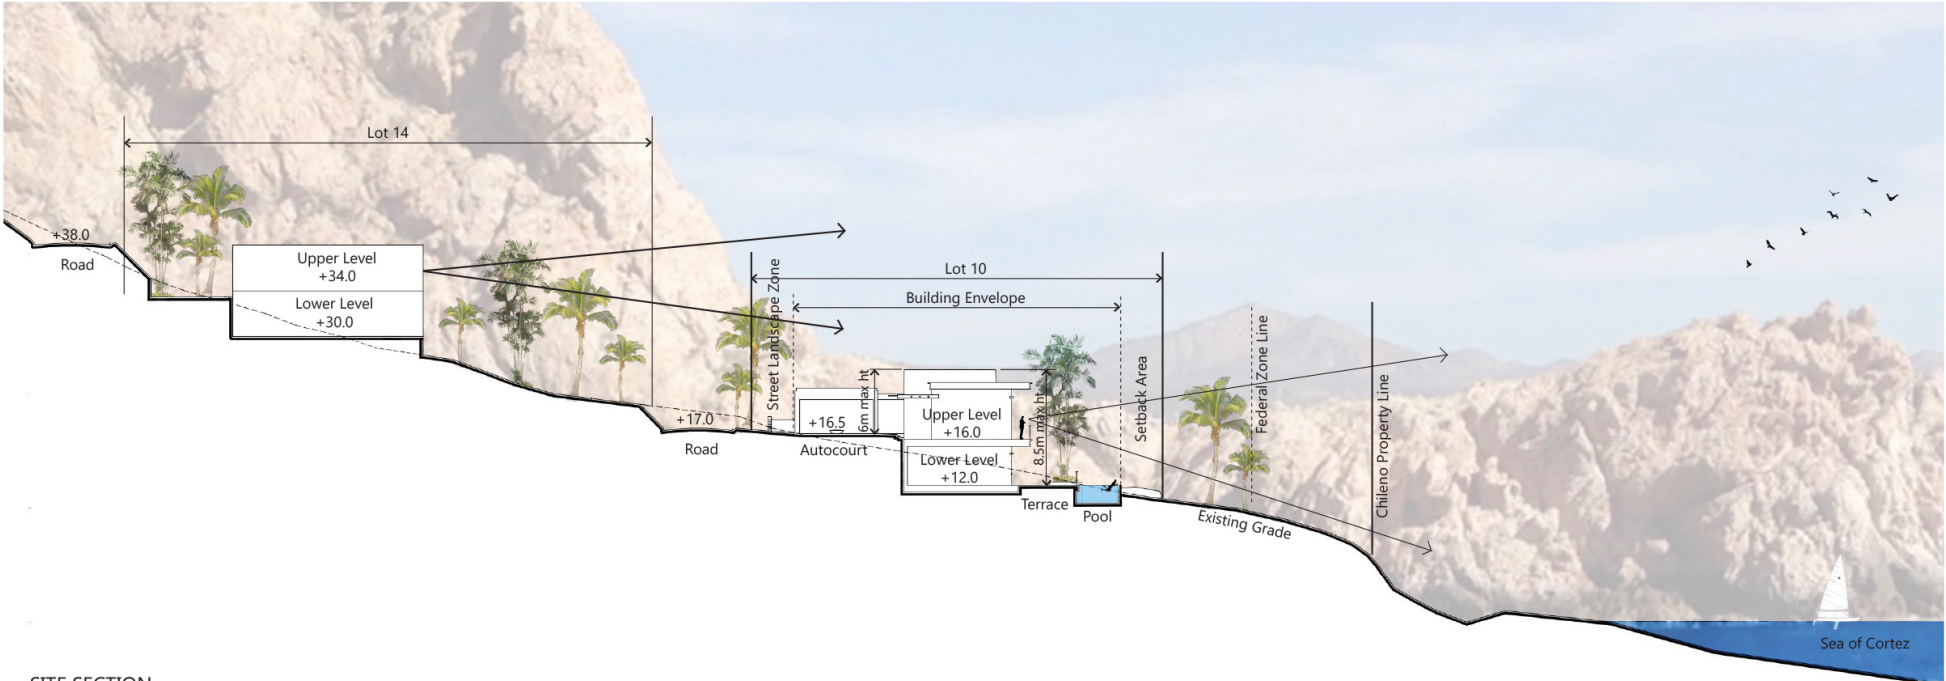 Lot 14
+38.0
Road
Upper Level
+34.0
Lower Level
+30.0
Lot 10
Building Envelope
Street Landscape Zone
+17.0
Road
+16.5
Autocourt
6m max ht
Upper Level
+16.0
Lower Level
+12.0
8.5m max ht
Terrace
Pool
Setback Area
Existing Grade
Federal Zone Line
Chileno Property Line
Sea of Cortez
SITE SECTION